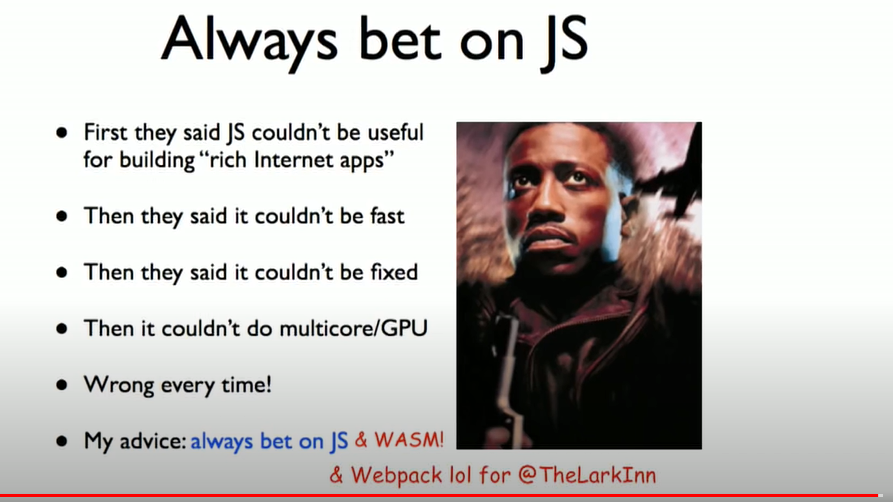 Always bet on JS
● First they said JS couldn’t be useful
for building “rich Internet apps”
● Then they said it couldn’t be fast
● Then they said it couldn’t be fixed
● Then it couldn’t do multicore/GPU
● Wrong every time!
● My advice: always bet on JS & WASM!
& Webpack lol for @TheLarkInn